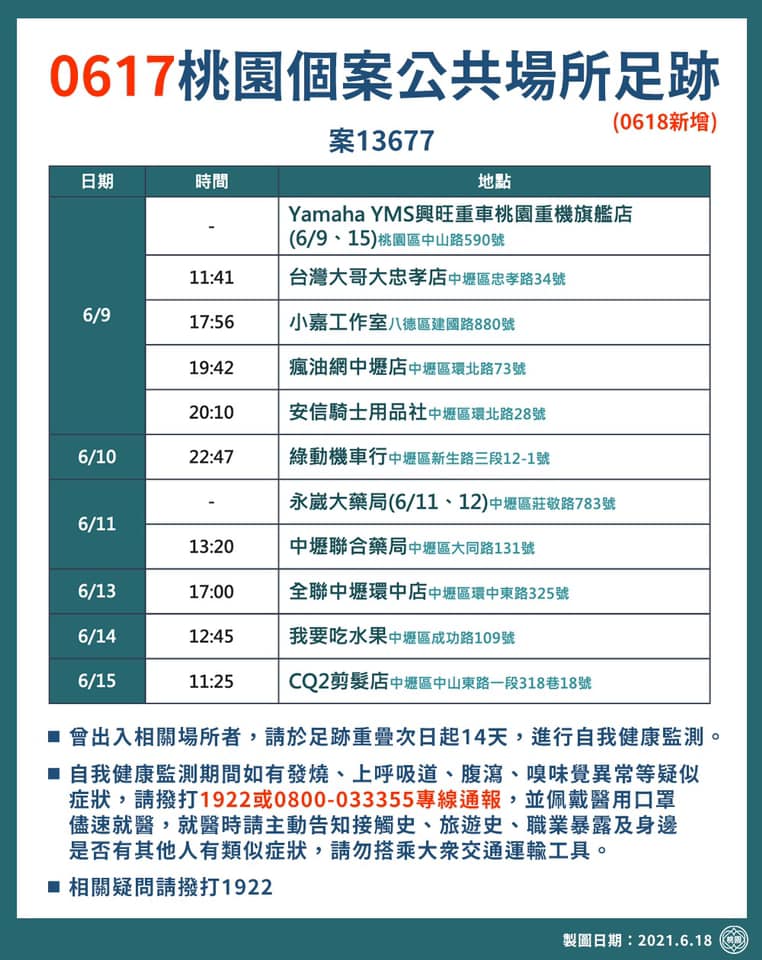 0617桃園個案公共場所足跡
(0618新增)
案13677
日期 時間 地點
6/9 - Yamaha YMS興旺重車桃園重機旗艦店
(6/9、15)桃園區中山路590號
11:41 台灣大哥大忠孝店中壢區忠孝路34號
17:56 小嘉工作室八德區建國路880號
19:42 瘋油網中壢店中壢區環北路73號
20:10 安信騎士用品社中壢區環北路28號
6/10 22:47 綠動機車行中壢區新生路三段12-1號
6/11 - 永崴大藥局(6/11、12)中壢區莊敬路783號
13:20 中壢聯合藥局中壢區大同路131號
6/13 17:00 全聯中壢環中店中壢區環中東路325號
6/14 12:45 我要吃水果中壢區成功路109號
6/15 11:25 CQ2剪髮店中壢區中山東路一段318巷18號
■ 曾出入相關場所者，請於足跡重疊次日起14天，進行自我健康監測。
■ 自我健康監測期間如有發燒、上呼吸道、腹瀉、嗅味覺異常等疑似
症狀，請撥打1922或0800-033355專線通報，並佩戴醫用口罩
儘速就醫，就醫時請主動告知接觸史、旅遊史、職業暴露及身邊
是否有其他人有類似症狀，請勿搭乘大眾交通運輸工具。
■ 相關疑問請撥打1922
製圖日期：2021.6.18 桃園